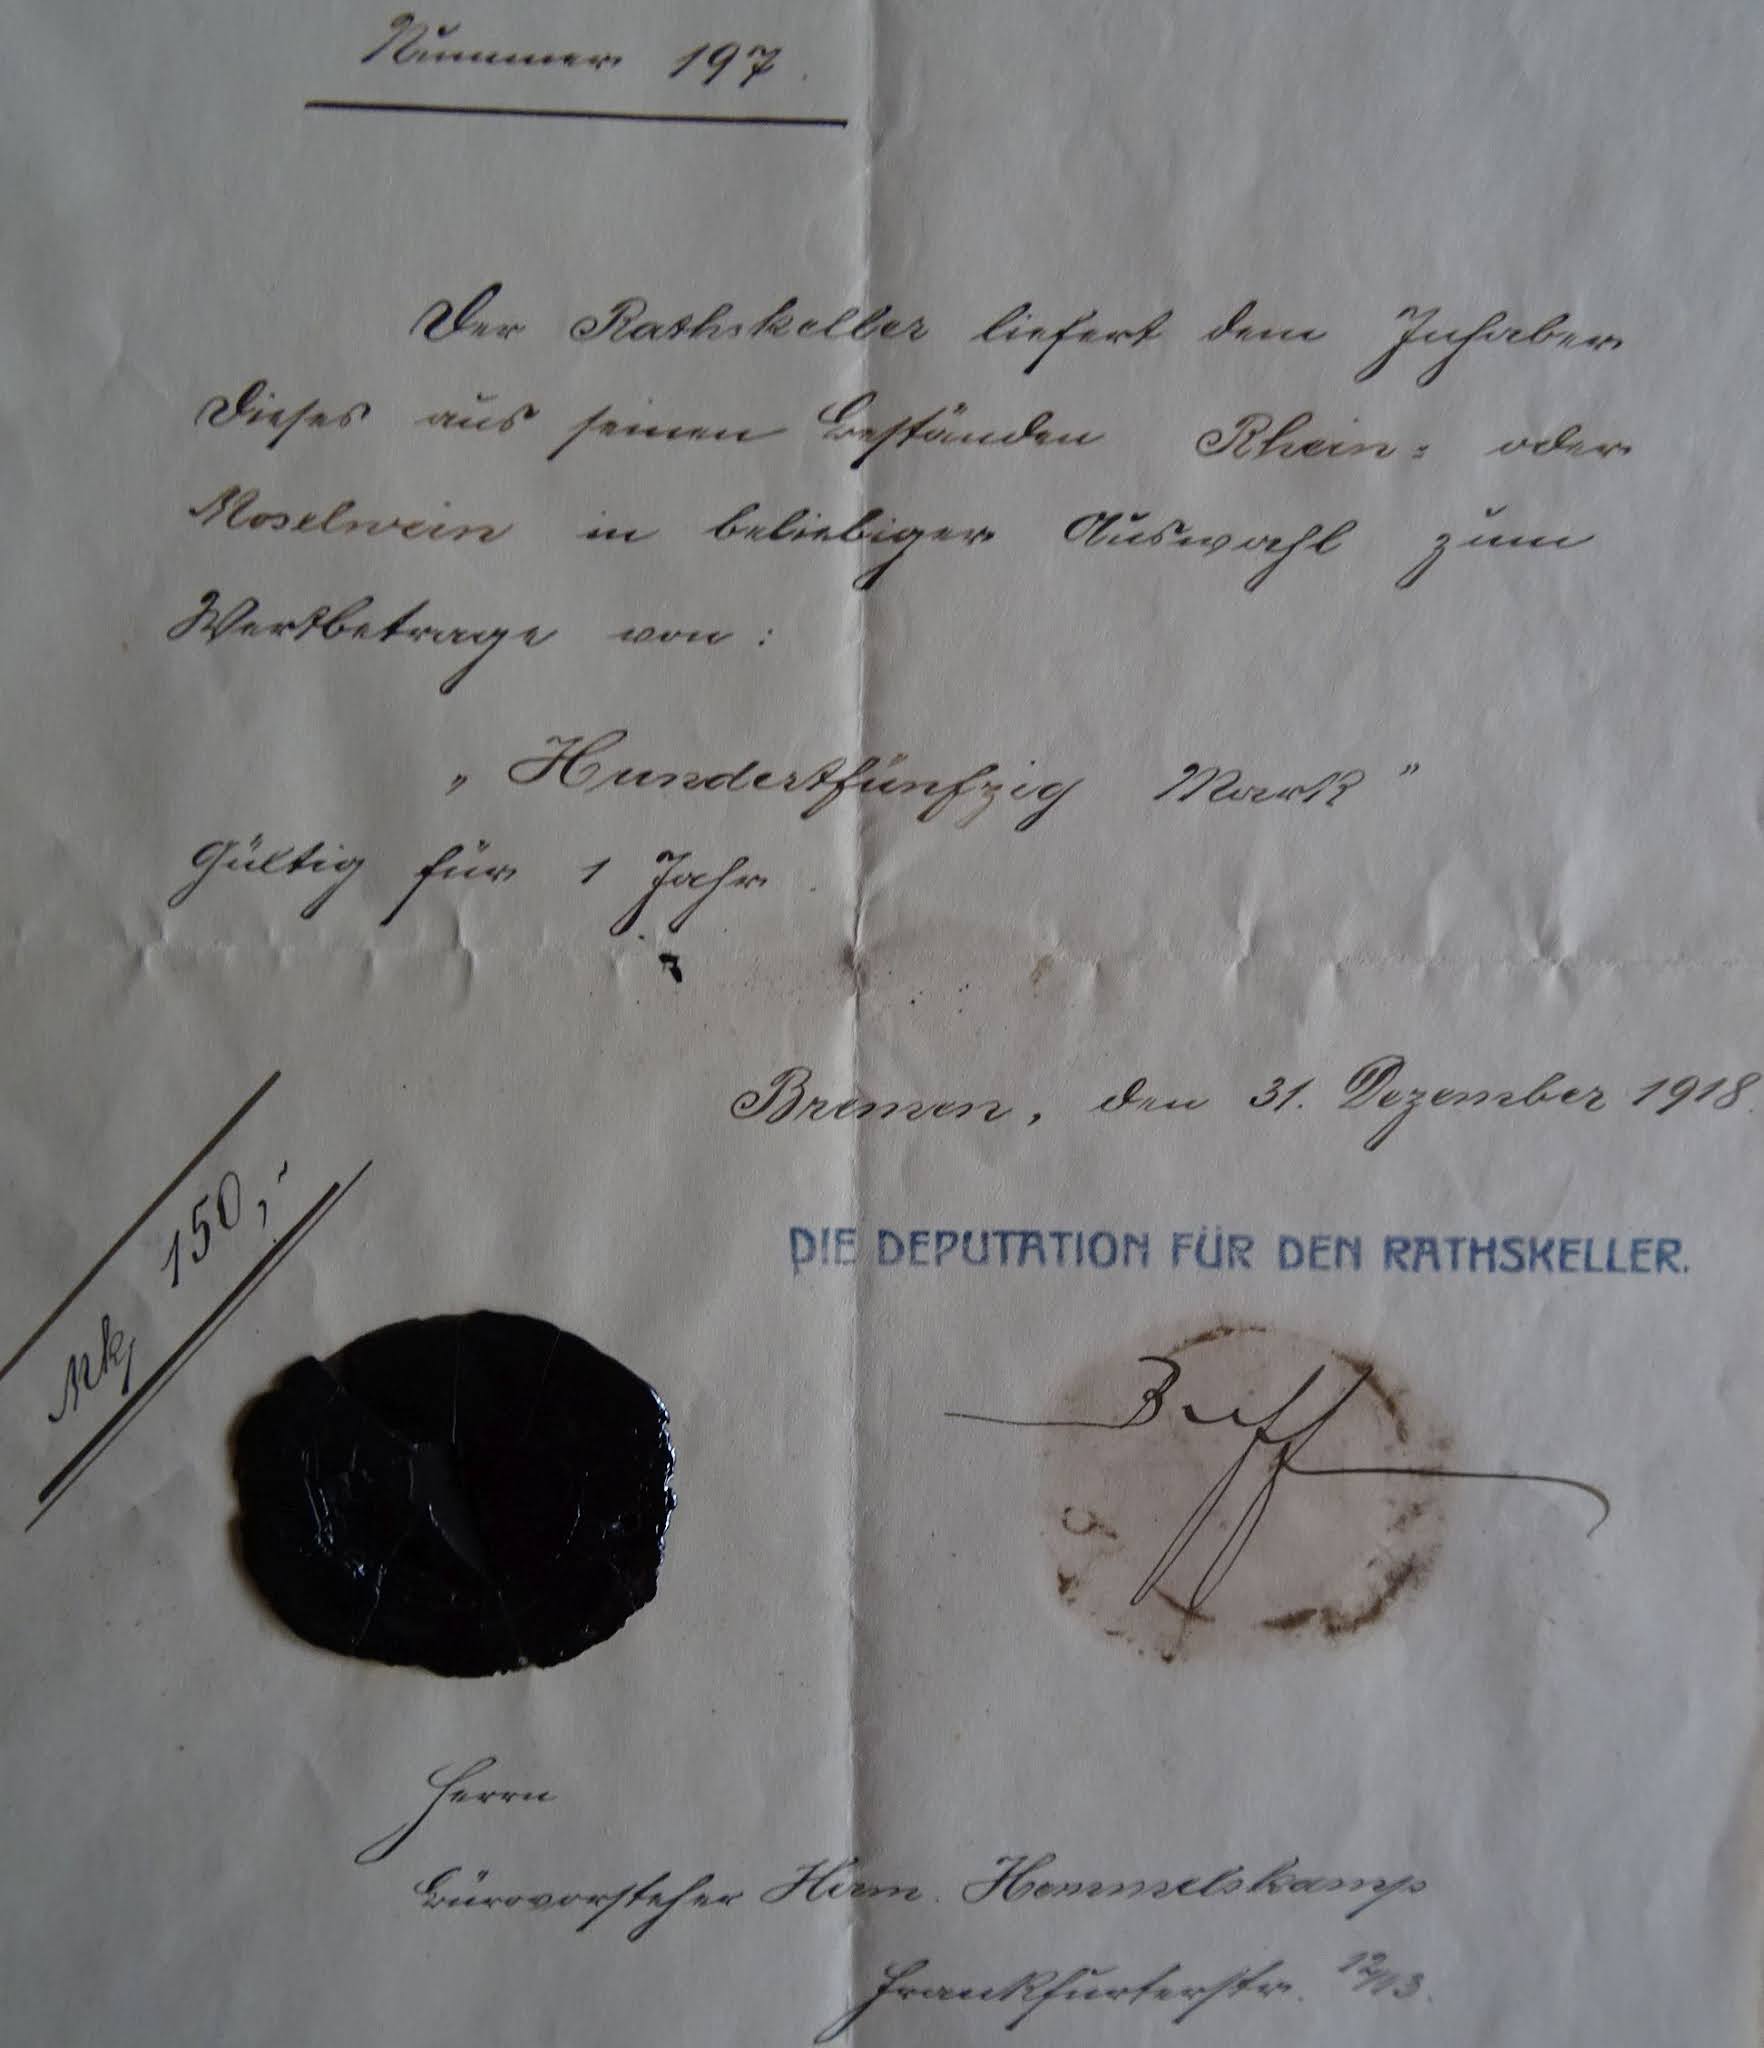 Nummer 197.
Der Rathskeller liefert dem Inhaber
dieses aus seinen Beständen Rhein= oder
Moselwein in beliebiger Auswahl zum
Wertbetrage von:
„Hundertfünfzig Mark"
Gültig für 1 Jahr.
Bremen, den 31. Dezember 1918.
Mk, 150,-
DIE DEPUTATION FÜR DEN RATHSKELLER.
Buff
Herrn
Bürovorsteher Herm. Hemmelskamp
Frankfurterstr. 12/13.